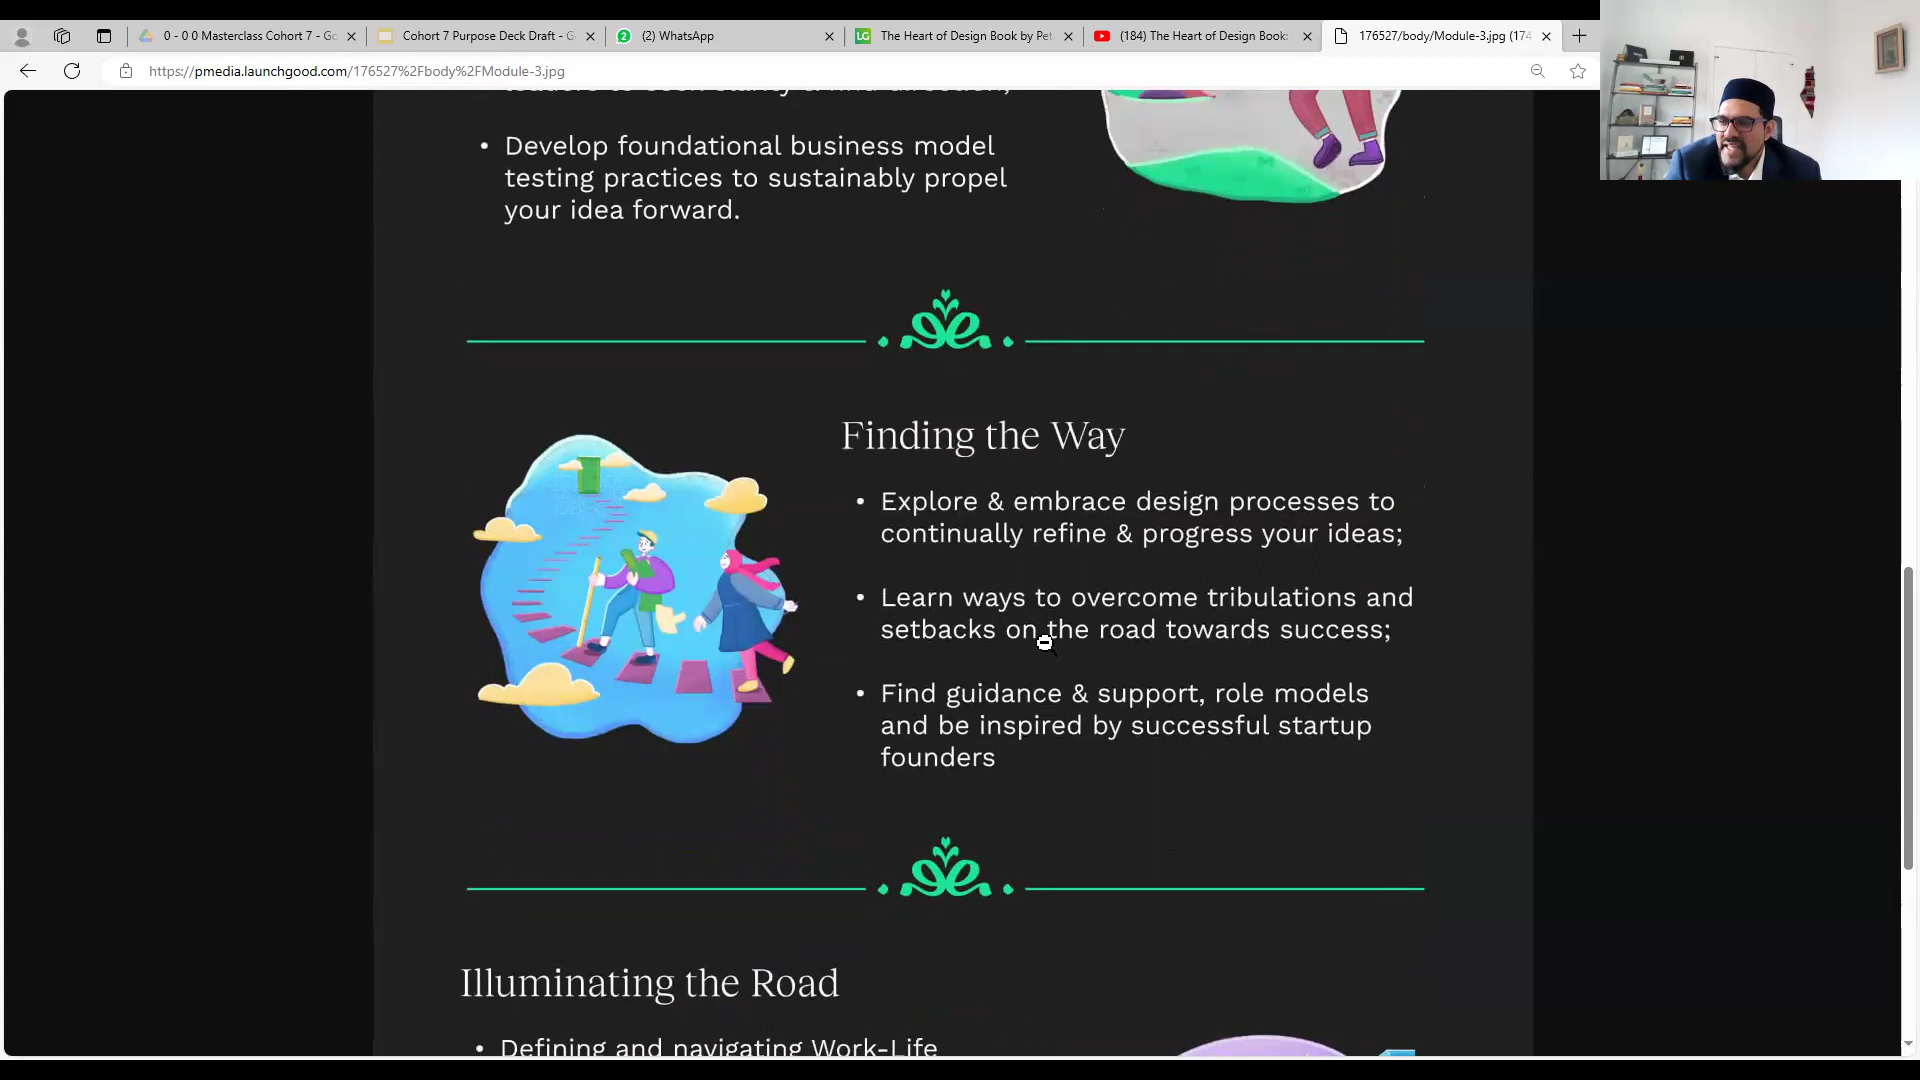 0 - 0 0 Masterclass Cohort 7 - Go
Cohort 7 Purpose Deck Draft - G
(2) WhatsApp
LG
The Heart of Design Book by Pet
(184) The Heart of Design Book
176527/body/Module-3.jpg (174
https://pmedia.launchgood.com/176527%2Fbody%2FModule-3.jpg
• Develop foundational business model
testing practices to sustainably propel
your idea forward.
Finding the Way
• Explore & embrace design processes to
continually refine & progress your ideas;
• Learn ways to overcome tribulations and
setbacks on the road towards success;
• Find guidance & support, role models
and be inspired by successful startup
founders
Illuminating the Road
• Defining and navigating Work-Life